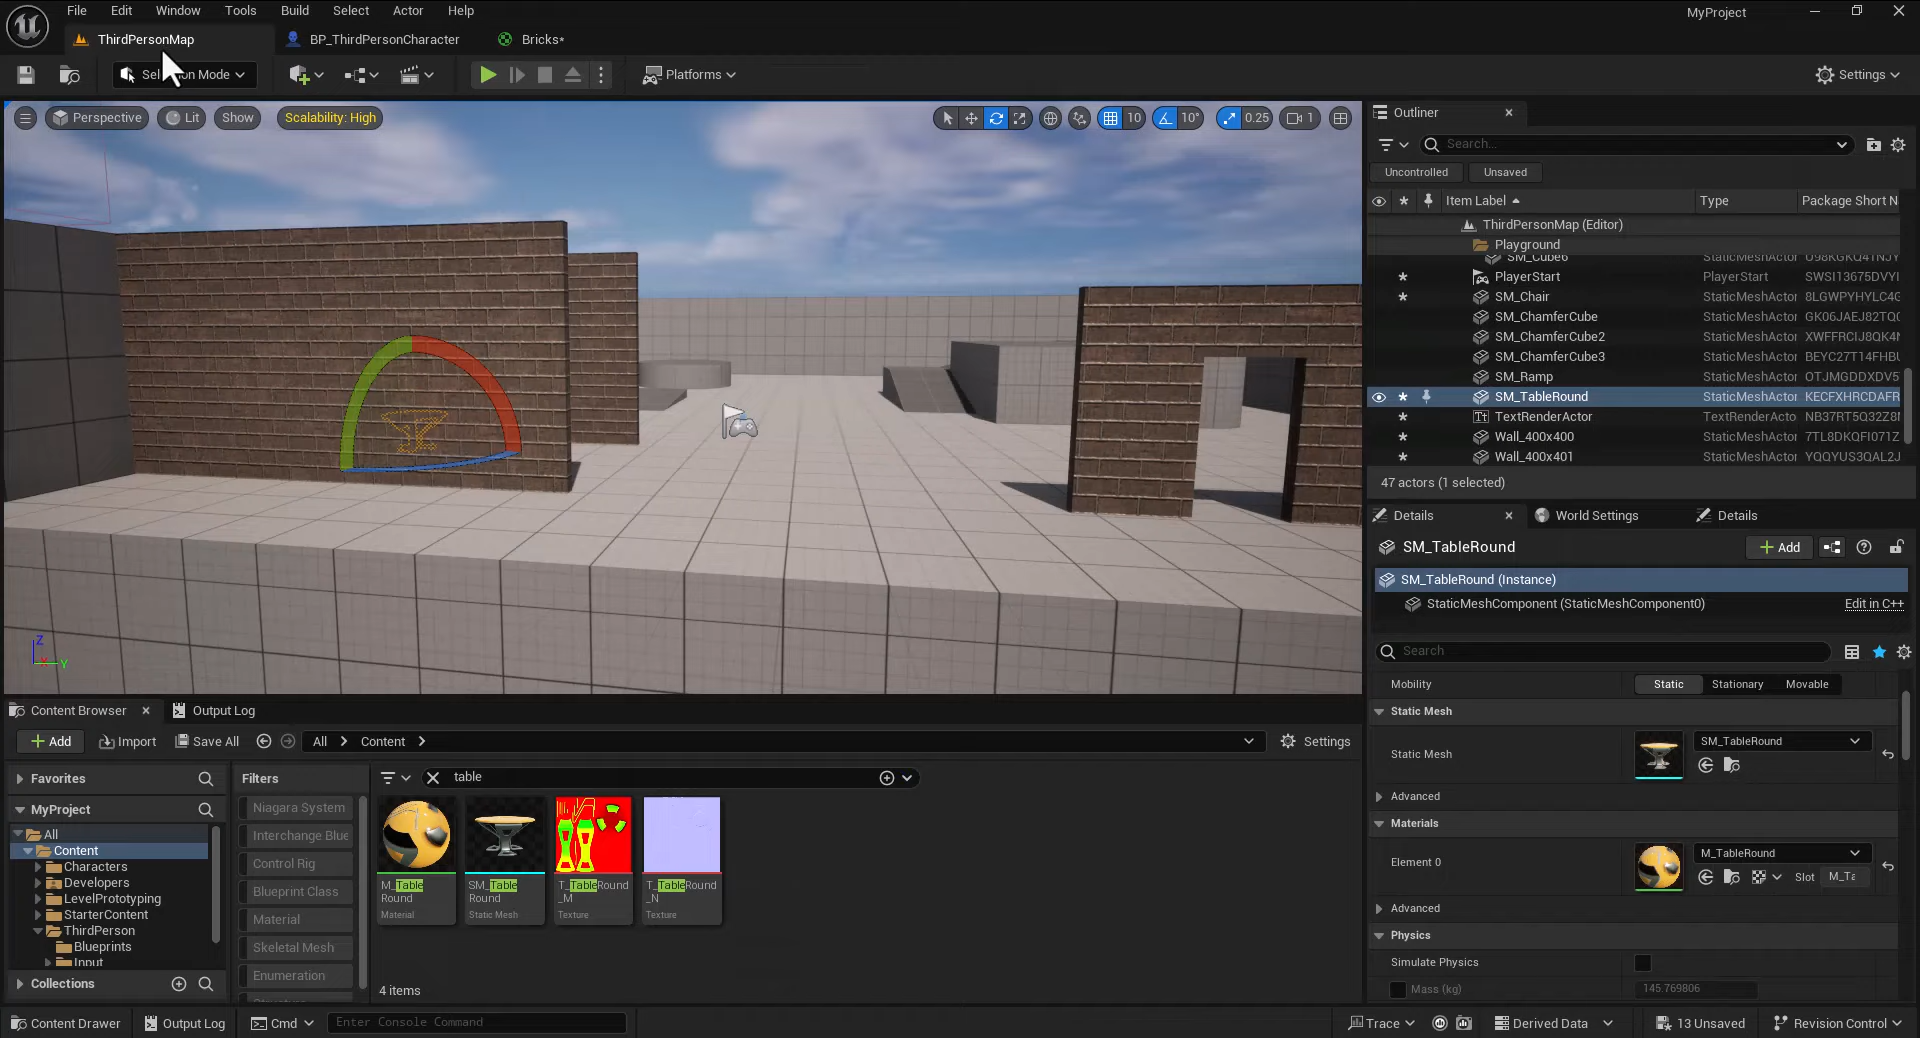 File Edit Window Tools Build Select Actor Help
MyProject
ThirdPersonMap BP_ThirdPersonCharacter Bricks*
Mode Platforms Settings
Perspective Lit Show Scalability: High 10 10° 0.25 1
Outliner
Search...
Uncontrolled Unsaved
Item Label Type Package Short N
ThirdPersonMap (Editor)
Playground
SM_Cube6 StaticMeshActor
PlayerStart PlayerStart SWSI13675DVYI
SM_Chair StaticMeshActor 8LGWPYHYLC4G
SM_ChamferCube StaticMeshActor GK06JAEJ82TQ0
SM_ChamferCube2 StaticMeshActor XWFFRCIJ8QK4
SM_ChamferCube3 StaticMeshActor BEYC27T14FHBU
SM_Ramp StaticMeshActor OTJMGDDXDV5
SM_TableRound StaticMeshActor KECFXHRCDAFR
TextRenderActor TextRenderActo NB37RT5Q32Z8
Wall_400x400 StaticMeshActor 7TL8DKQFI071Z
Wall_400x401 StaticMeshActor YQQYUS3QAL2J
47 actors (1 selected)
Details World Settings Details
SM_TableRound Add
SM_TableRound (Instance)
StaticMeshComponent (StaticMeshComponent0) Edit in C++
Search
Mobility Static Stationary Movable
Static Mesh
Static Mesh SM_TableRound
Advanced
Materials
Element 0 M_TableRound
Slot M_Ta
Advanced
Physics
Simulate Physics
Mass (kg) 145.769806
Z
X Y
Content Browser Output Log
Add Import Save All All Content Settings
Favorites
MyProject
All
Content
Characters
Developers
LevelPrototyping
StarterContent
ThirdPerson
Blueprints
Input
Collections
Filters
Niagara System
Interchange Blue
Control Rig
Blueprint Class
Material
Skeletal Mesh
Enumeration
table
M_Table
Round
Material
SM_Table
Round
Static Mesh
T_TableRound
_M
Texture
T_TableRound
_N
Texture
4 items
Content Drawer Output Log Cmd Enter Console Command Trace Derived Data 13 Unsaved Revision Control